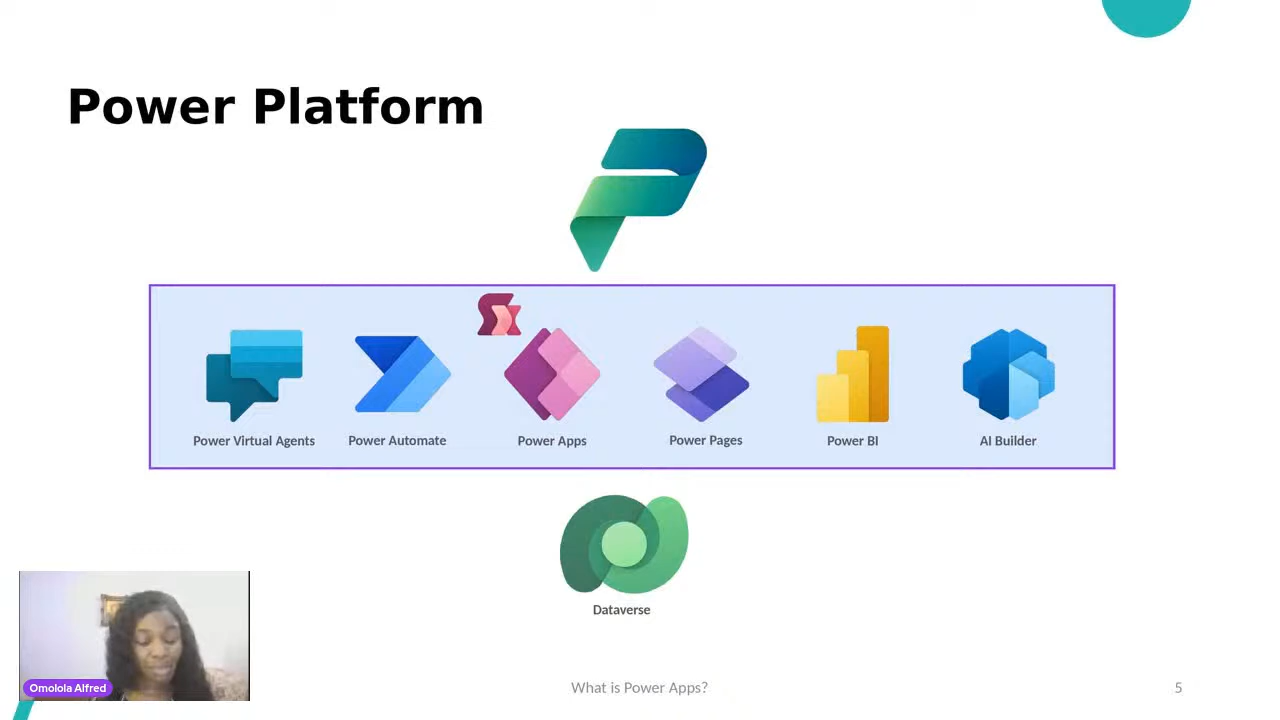 Power Platform
Power Virtual Agents
Power Automate
Power Apps
Power Pages
Power BI
AI Builder
Dataverse
Omolola Alfred
What is Power Apps?
5